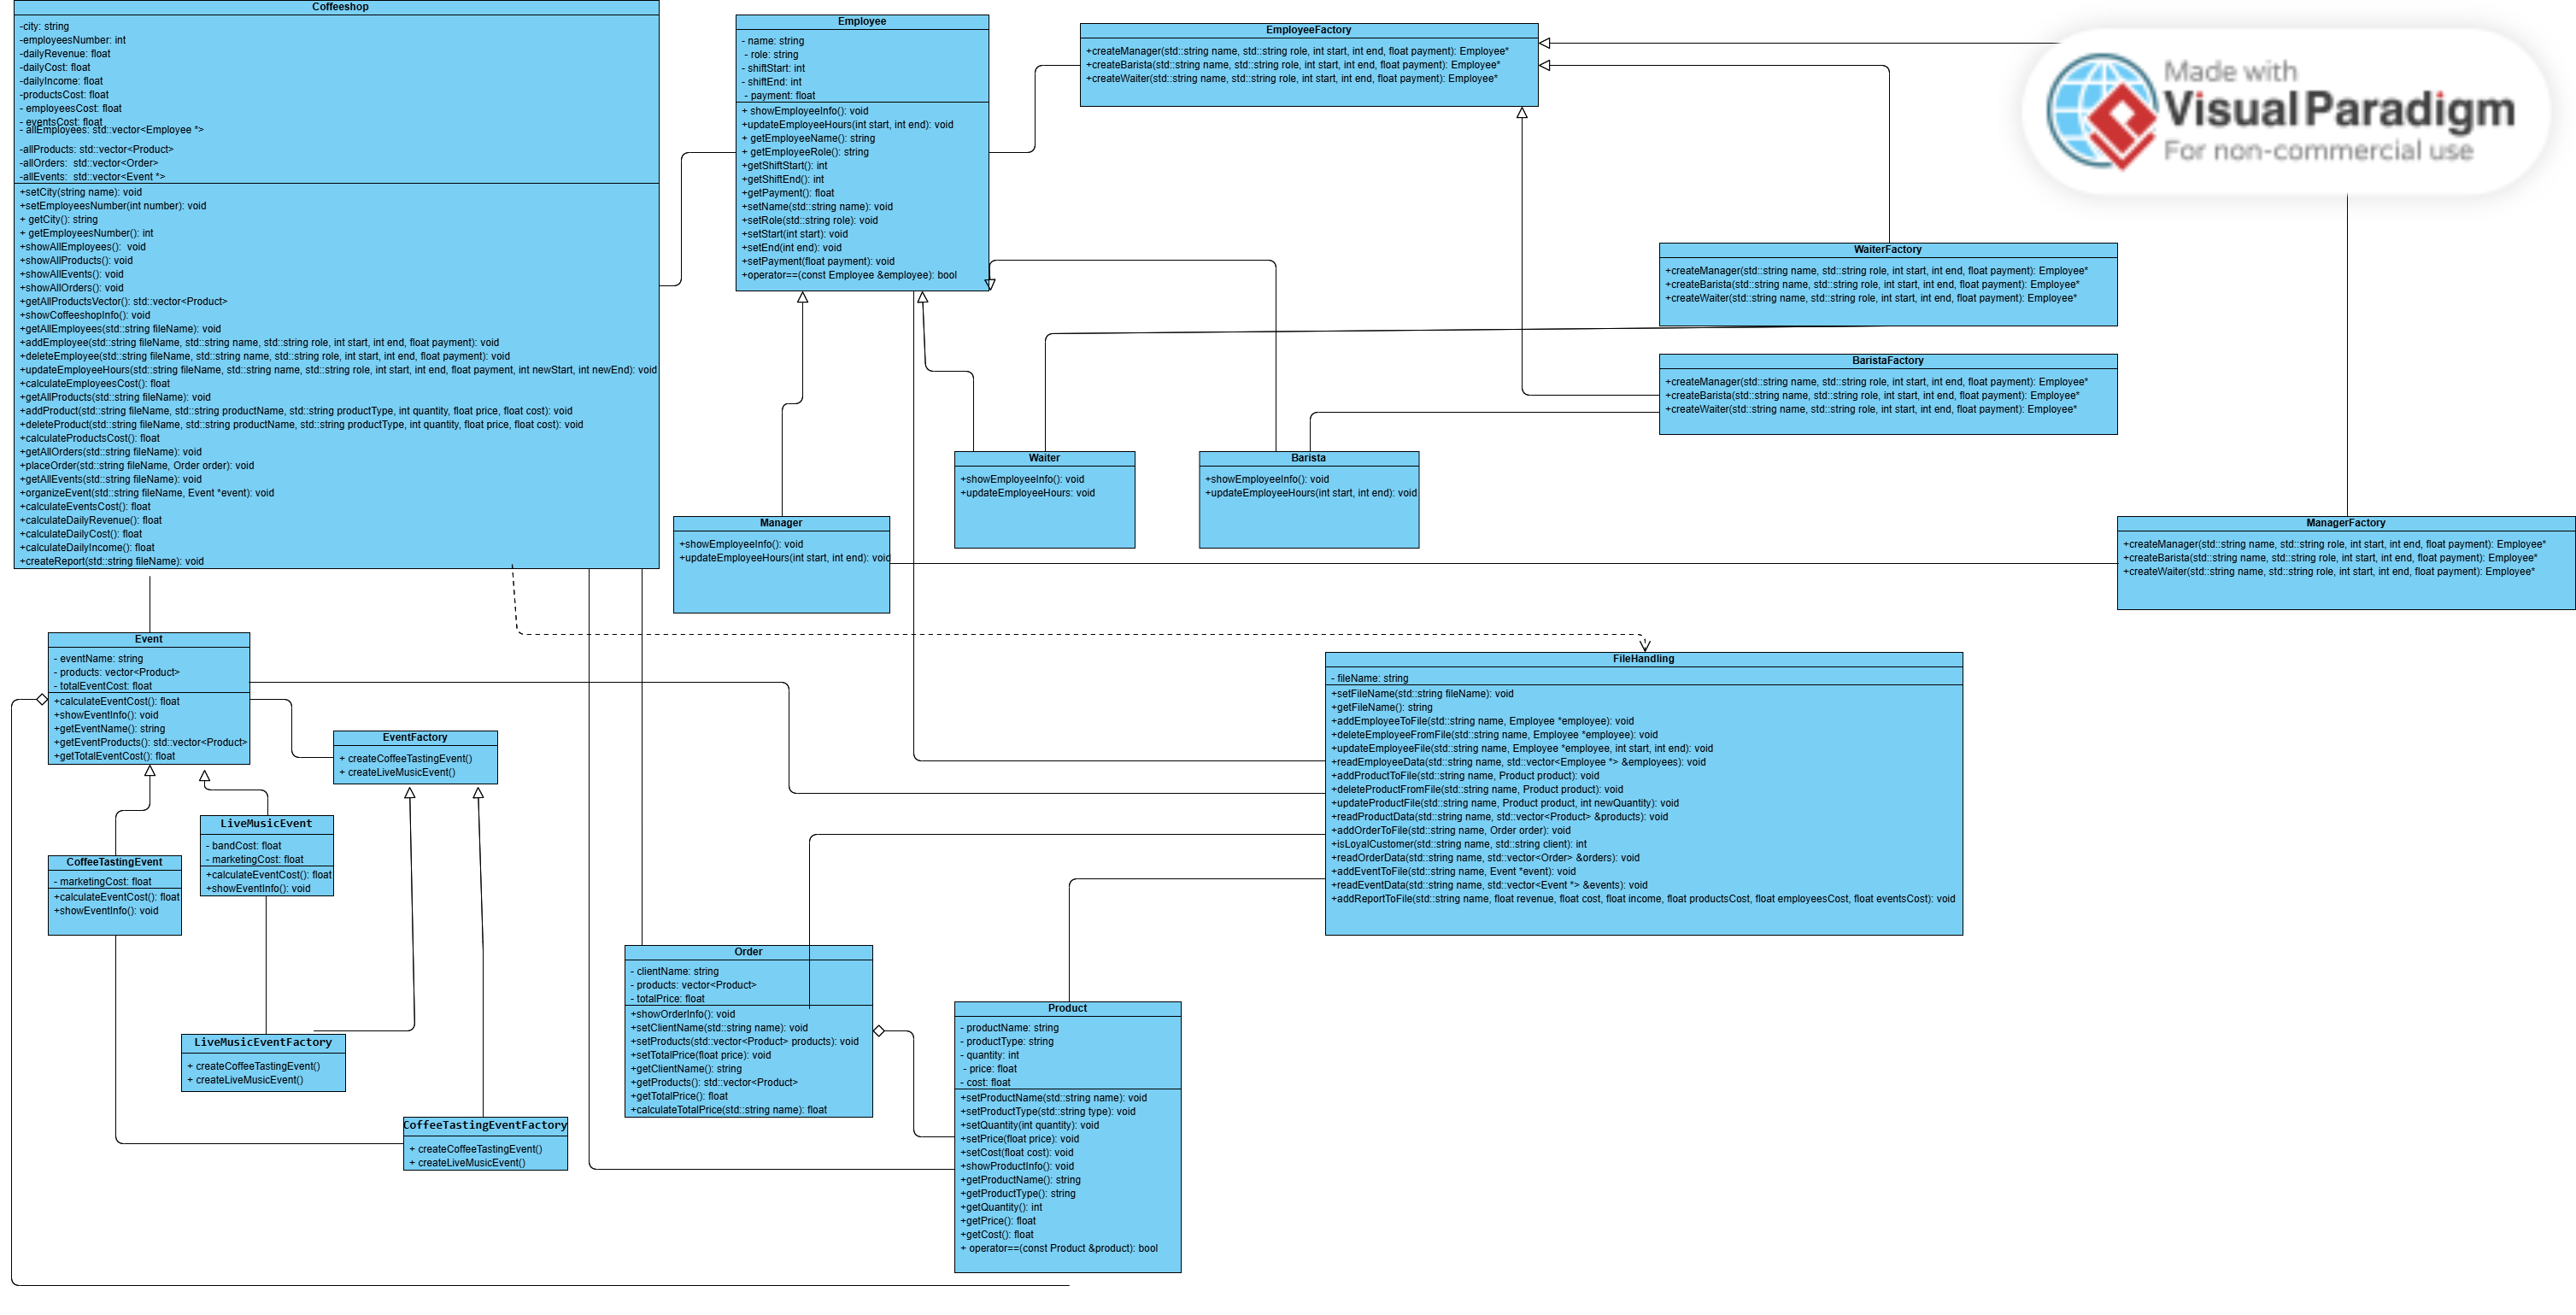 Coffeeshop
-city: string
-employeesNumber: int
-dailyRevenue: float
-dailyCost: float
-dailyIncome: float
-productsCost: float
- employeesCost: float
- eventsCost: float
- allEmployees: std::vector<Employee *>
-allProducts: std::vector<Product>
-allOrders:  std::vector<Order>
-allEvents:  std::vector<Event *>
+setCity(string name): void
+setEmployeesNumber(int number): void
+ getCity(): string
+ getEmployeesNumber(): int
+showAllEmployees():  void
+showAllProducts(): void
+showAllEvents(): void
+showAllOrders(): void
+getAllProductsVector(): std::vector<Product>
+showCoffeeshopInfo(): void
+getAllEmployees(std::string fileName): void
+addEmployee(std::string fileName, std::string name, std::string role, int start, int end, float payment): void
+deleteEmployee(std::string fileName, std::string name, std::string role, int start, int end, float payment): void
+updateEmployeeHours(std::string fileName, std::string name, std::string role, int start, int end, float payment, int newStart, int newEnd): void
+calculateEmployeesCost(): float
+getAllProducts(std::string fileName): void
+addProduct(std::string fileName, std::string productName, std::string productType, int quantity, float price, float cost): void
+deleteProduct(std::string fileName, std::string productName, std::string productType, int quantity, float price, float cost): void
+calculateProductsCost(): float
+getAllOrders(std::string fileName): void
+placeOrder(std::string fileName, Order order): void
+getAllEvents(std::string fileName): void
+organizeEvent(std::string fileName, Event *event): void
+calculateEventsCost(): float
+calculateDailyRevenue(): float
+calculateDailyCost(): float
+calculateDailyIncome(): float
+createReport(std::string fileName): void
Employee
- name: string
- role: string
- shiftStart: int
- shiftEnd: int
- payment: float
+ showEmployeeInfo(): void
+updateEmployeeHours(int start, int end): void
+ getEmployeeName(): string
+ getEmployeeRole(): string
+getShiftStart(): int
+getShiftEnd(): int
+getPayment(): float
+setName(std::string name): void
+setRole(std::string role): void
+setStart(int start): void
+setEnd(int end): void
+setPayment(float payment): void
+operator==(const Employee &employee): bool
EmployeeFactory
+createManager(std::string name, std::string role, int start, int end, float payment): Employee*
+createBarista(std::string name, std::string role, int start, int end, float payment): Employee*
+createWaiter(std::string name, std::string role, int start, int end, float payment): Employee*
Made with
Visual Paradigm
For non-commercial use
WaiterFactory
+createManager(std::string name, std::string role, int start, int end, float payment): Employee*
+createBarista(std::string name, std::string role, int start, int end, float payment): Employee*
+createWaiter(std::string name, std::string role, int start, int end, float payment): Employee*
BaristaFactory
+createManager(std::string name, std::string role, int start, int end, float payment): Employee*
+createBarista(std::string name, std::string role, int start, int end, float payment): Employee*
+createWaiter(std::string name, std::string role, int start, int end, float payment): Employee*
Waiter
+showEmployeeInfo(): void
+updateEmployeeHours: void
Barista
+showEmployeeInfo(): void
+updateEmployeeHours(int start, int end): void
Manager
+showEmployeeInfo(): void
+updateEmployeeHours(int start, int end): void
ManagerFactory
+createManager(std::string name, std::string role, int start, int end, float payment): Employee*
+createBarista(std::string name, std::string role, int start, int end, float payment): Employee*
+createWaiter(std::string name, std::string role, int start, int end, float payment): Employee*
Event
- eventName: string
- products: vector<Product>
- totalEventCost: float
+calculateEventCost(): float
+showEventInfo(): void
+getEventName(): string
+getEventProducts(): std::vector<Product>
+getTotalEventCost(): float
EventFactory
+ createCoffeeTastingEvent()
+ createLiveMusicEvent()
LiveMusicEvent
- bandCost: float
- marketingCost: float
+calculateEventCost(): float
+showEventInfo(): void
CoffeeTastingEvent
- marketingCost: float
+calculateEventCost(): float
+showEventInfo(): void
LiveMusicEventFactory
+ createCoffeeTastingEvent()
+ createLiveMusicEvent()
CoffeeTastingEventFactory
+ createCoffeeTastingEvent()
+ createLiveMusicEvent()
FileHandling
- fileName: string
+setFileName(std::string fileName): void
+getFileName(): string
+addEmployeeToFile(std::string name, Employee *employee): void
+deleteEmployeeFromFile(std::string name, Employee *employee): void
+updateEmployeeFile(std::string name, Employee *employee, int start, int end): void
+readEmployeeData(std::string name, std::vector<Employee *> &employees): void
+addProductToFile(std::string name, Product product): void
+deleteProductFromFile(std::string name, Product product): void
+updateProductFile(std::string name, Product product, int newQuantity): void
+readProductData(std::string name, std::vector<Product> &products): void
+addOrderToFile(std::string name, Order order): void
+isLoyalCustomer(std::string name, std::string client): int
+readOrderData(std::string name, std::vector<Order> &orders): void
+addEventToFile(std::string name, Event *event): void
+readEventData(std::string name, std::vector<Event *> &events): void
+addReportToFile(std::string name, float revenue, float cost, float income, float productsCost, float employeesCost, float eventsCost): void
Order
- clientName: string
- products: vector<Product>
- totalPrice: float
+showOrderInfo(): void
+setClientName(std::string name): void
+setProducts(std::vector<Product> products): void
+setTotalPrice(float price): void
+getClientName(): string
+getProducts(): std::vector<Product>
+getTotalPrice(): float
+calculateTotalPrice(std::string name): float
Product
- productName: string
- productType: string
- quantity: int
- price: float
- cost: float
+setProductName(std::string name): void
+setProductType(std::string type): void
+setQuantity(int quantity): void
+setPrice(float price): void
+setCost(float cost): void
+showProductInfo(): void
+getProductName(): string
+getProductType(): string
+getQuantity(): int
+getPrice(): float
+getCost(): float
+ operator==(const Product &product): bool